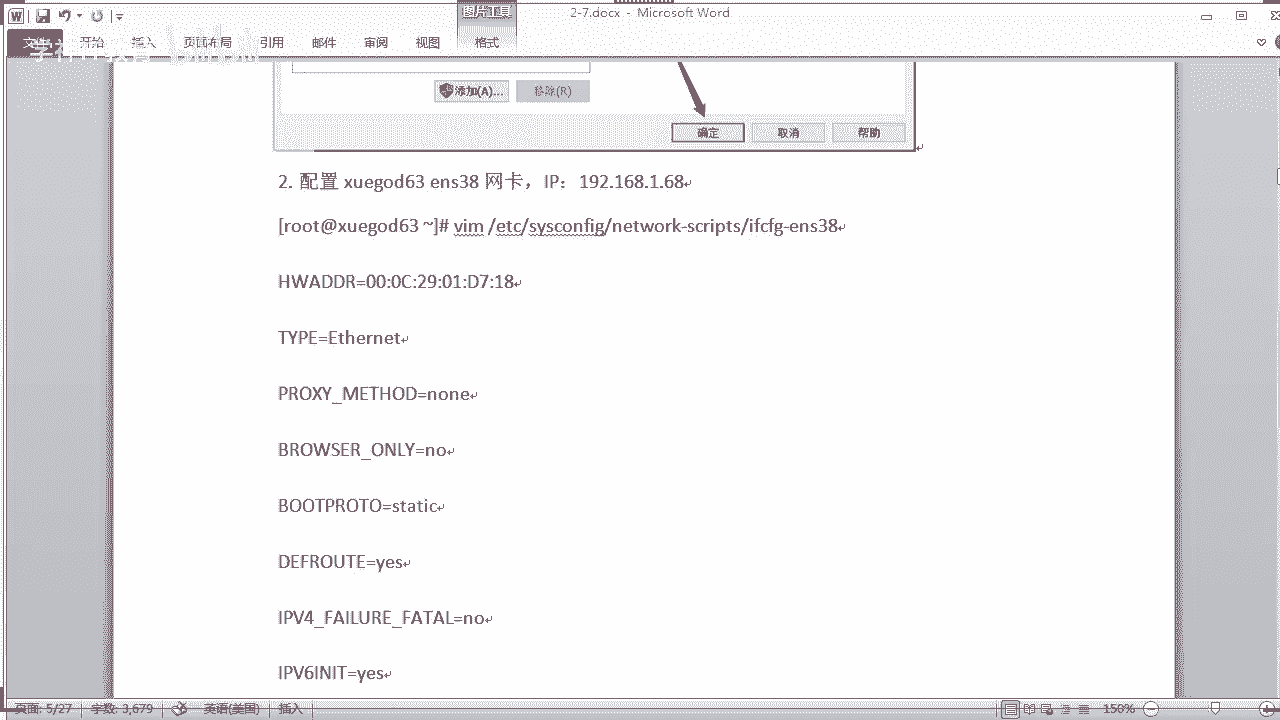 2-7.docx - Microsoft Word
图片工具
文件 开始 插入 页面布局 引用 邮件 审阅 视图 格式
添加(A)... 移除(R)
确定 取消 帮助
2. 配置 xuegod63 ens38 网卡，IP：192.168.1.68
[root@xuegod63 ~]# vim /etc/sysconfig/network-scripts/ifcfg-ens38
HWADDR=00:0C:29:01:D7:18
TYPE=Ethernet
PROXY_METHOD=none
BROWSER_ONLY=no
BOOTPROTO=static
DEFROUTE=yes
IPV4_FAILURE_FATAL=no
IPV6INIT=yes
页面: 5/27 字数: 3,679 英语(美国) 插入 150%